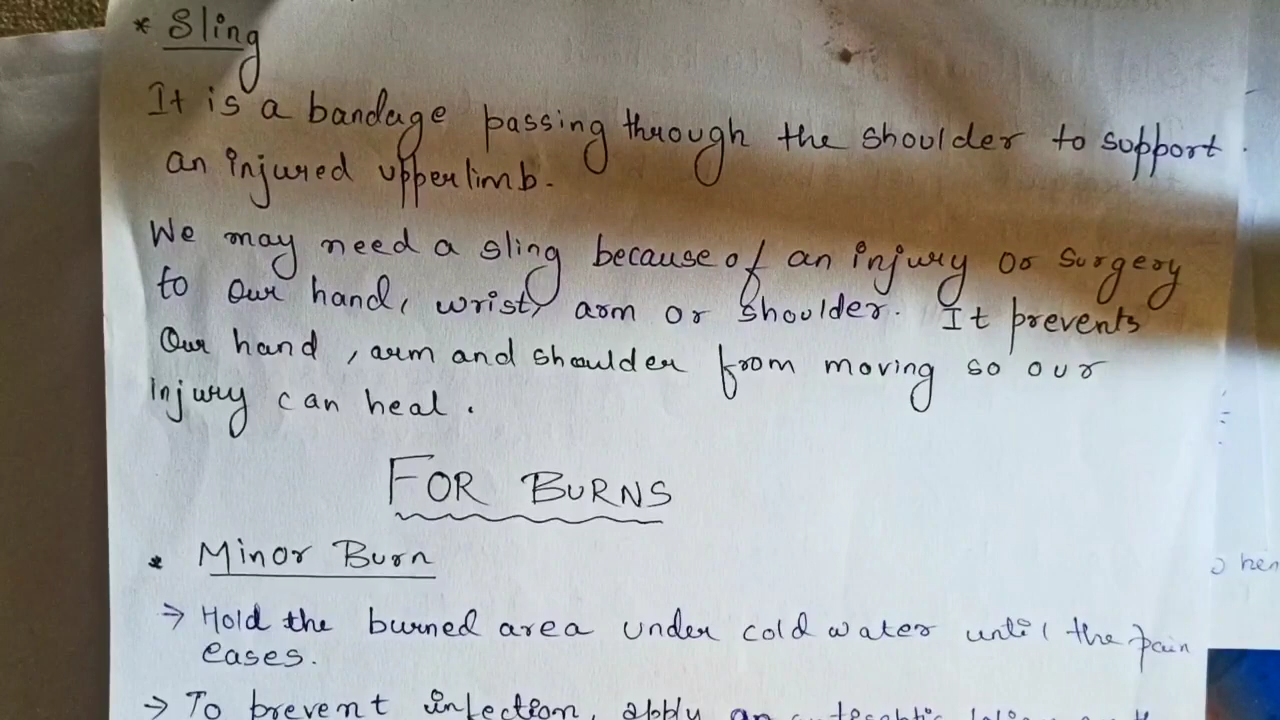 * Sling
It is a bandage passing through the shoulder to support
an injured upperlimb.
We may need a sling because of an injury or surgery
to our hand, wrist, arm or shoulder. It prevents
Our hand, arm and shoulder from moving so our
injury can heal.
FOR BURNS
* Minor Burn
→ Hold the burned area under cold water until the pain
eases.
→ To prevent infection, apply an